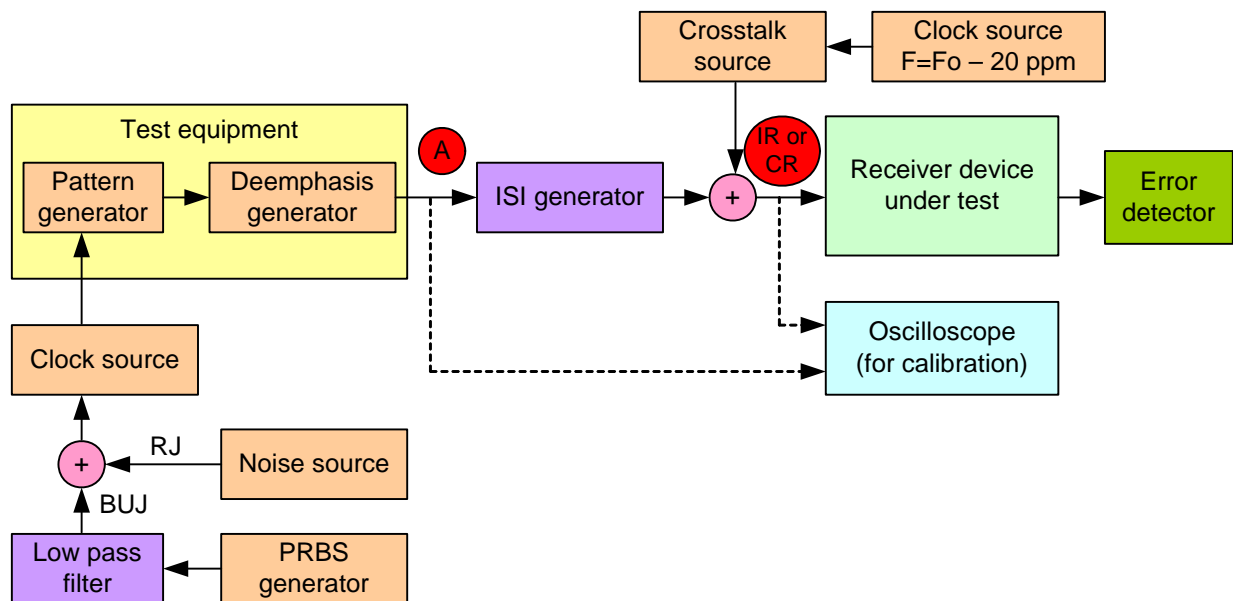 Crosstalk
source
Clock source
F=Fo – 20 ppm
Test equipment
Pattern
generator
Deemphasis
generator
A
ISI generator
+
IR or
CR
Receiver device
under test
Error
detector
Clock source
Oscilloscope
(for calibration)
+
RJ
Noise source
BUJ
Low pass
filter
PRBS
generator